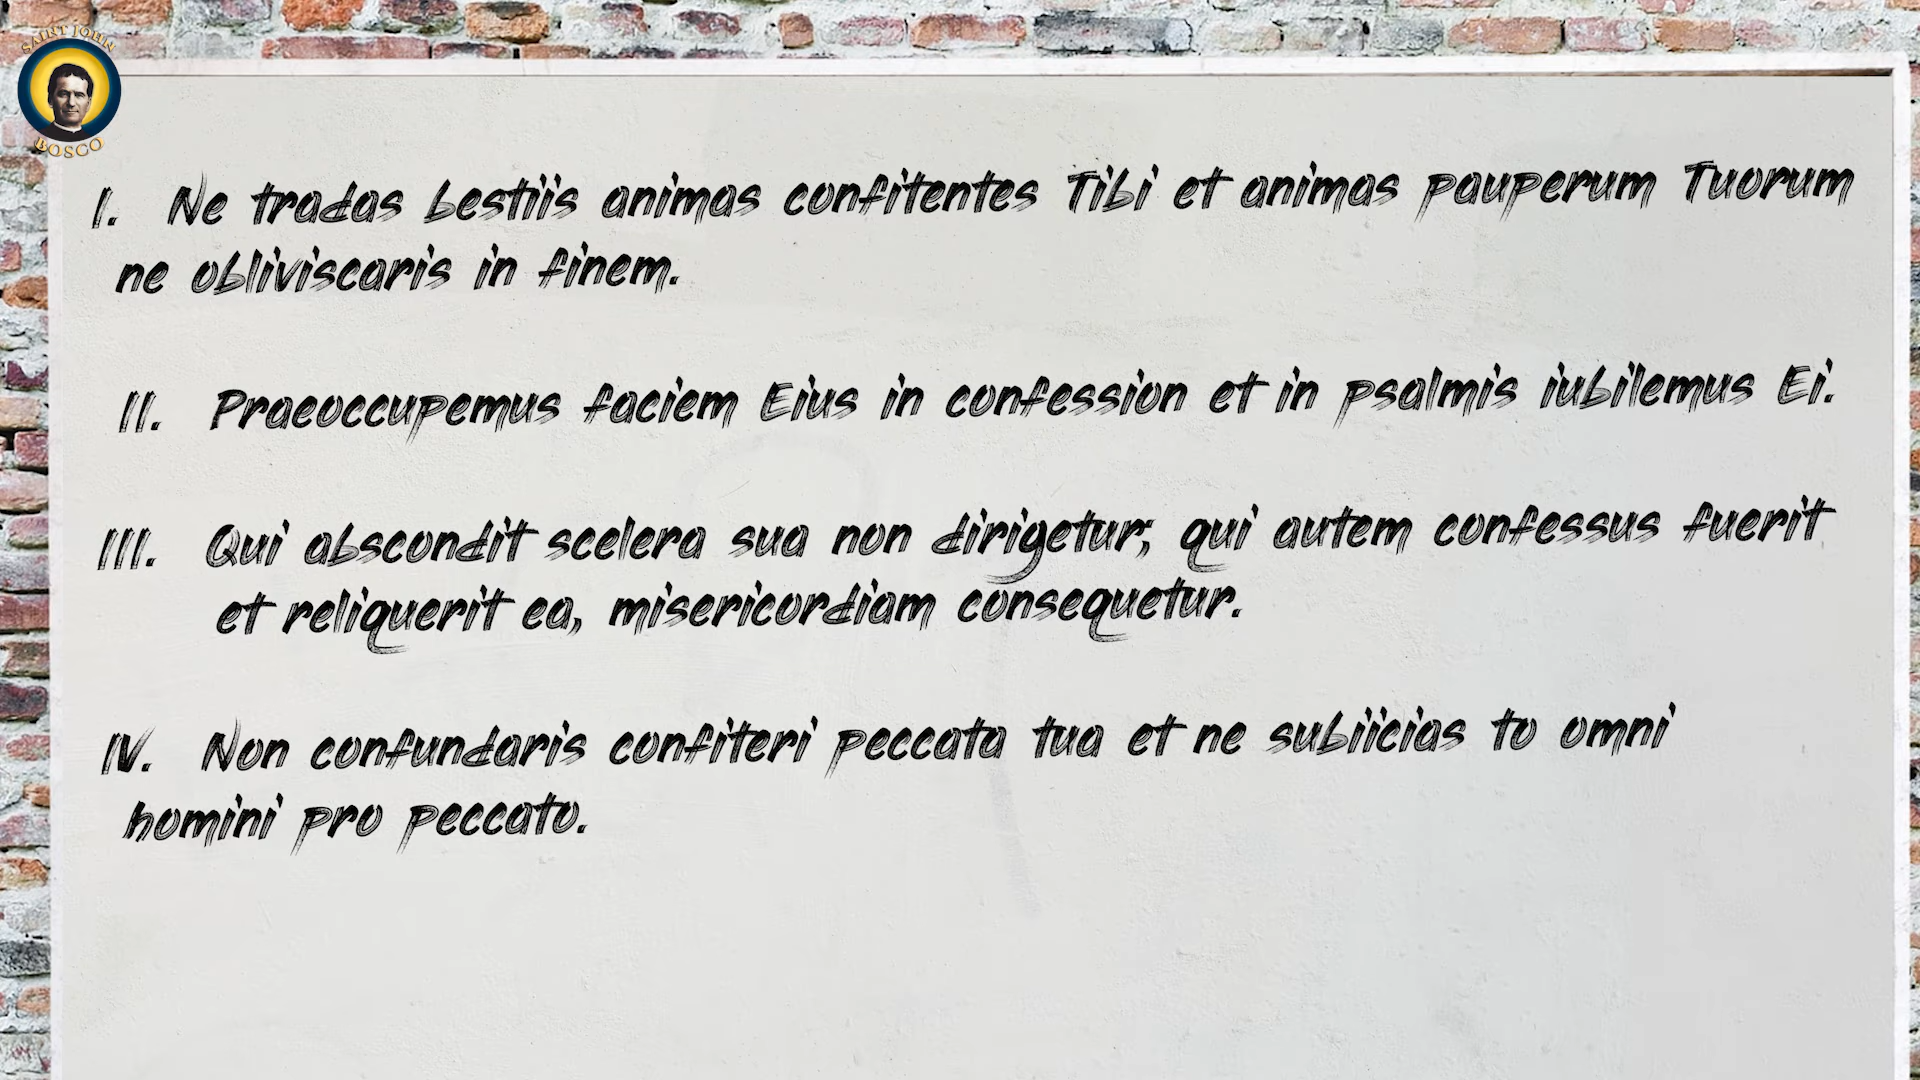 SAINT JOHN
BOSCO
I. Ne tradas bestiis animas confitentes Tibi et animas pauperum Tuorum
ne obliviscaris in finem.
II. Praeoccupemus faciem Eius in confession et in psalmis iubilemus Ei.
III. Qui abscondit scelera sua non dirigetur; qui autem confessus fuerit
et reliquerit ea, misericordiam consequetur.
IV. Non confundaris confiteri peccata tua et ne subiicias to omni
homini pro peccato.